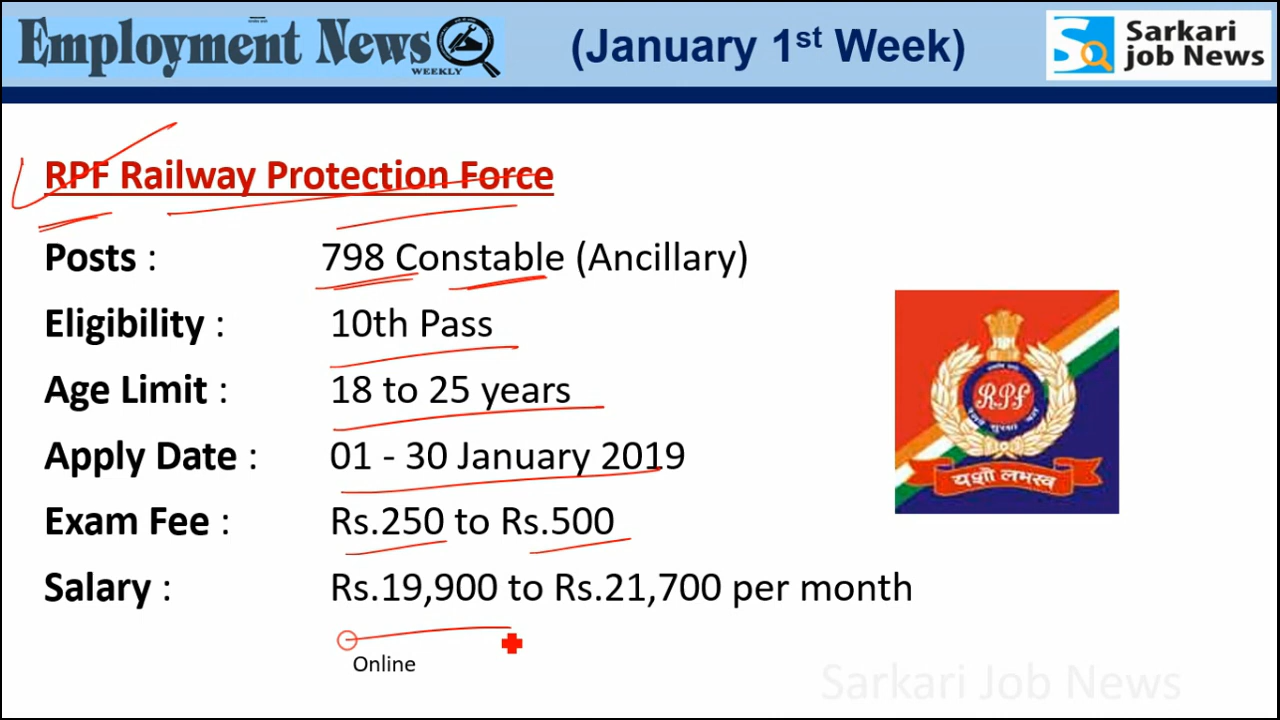 Employment News
WEEKLY
(January 1st Week)
Sarkari
Job News
RPF Railway Protection Force
Posts : 798 Constable (Ancillary)
Eligibility : 10th Pass
Age Limit : 18 to 25 years
Apply Date : 01 - 30 January 2019
Exam Fee : Rs.250 to Rs.500
Salary : Rs.19,900 to Rs.21,700 per month
Online
RPF
यशो लभस्व
Sarkari Job News